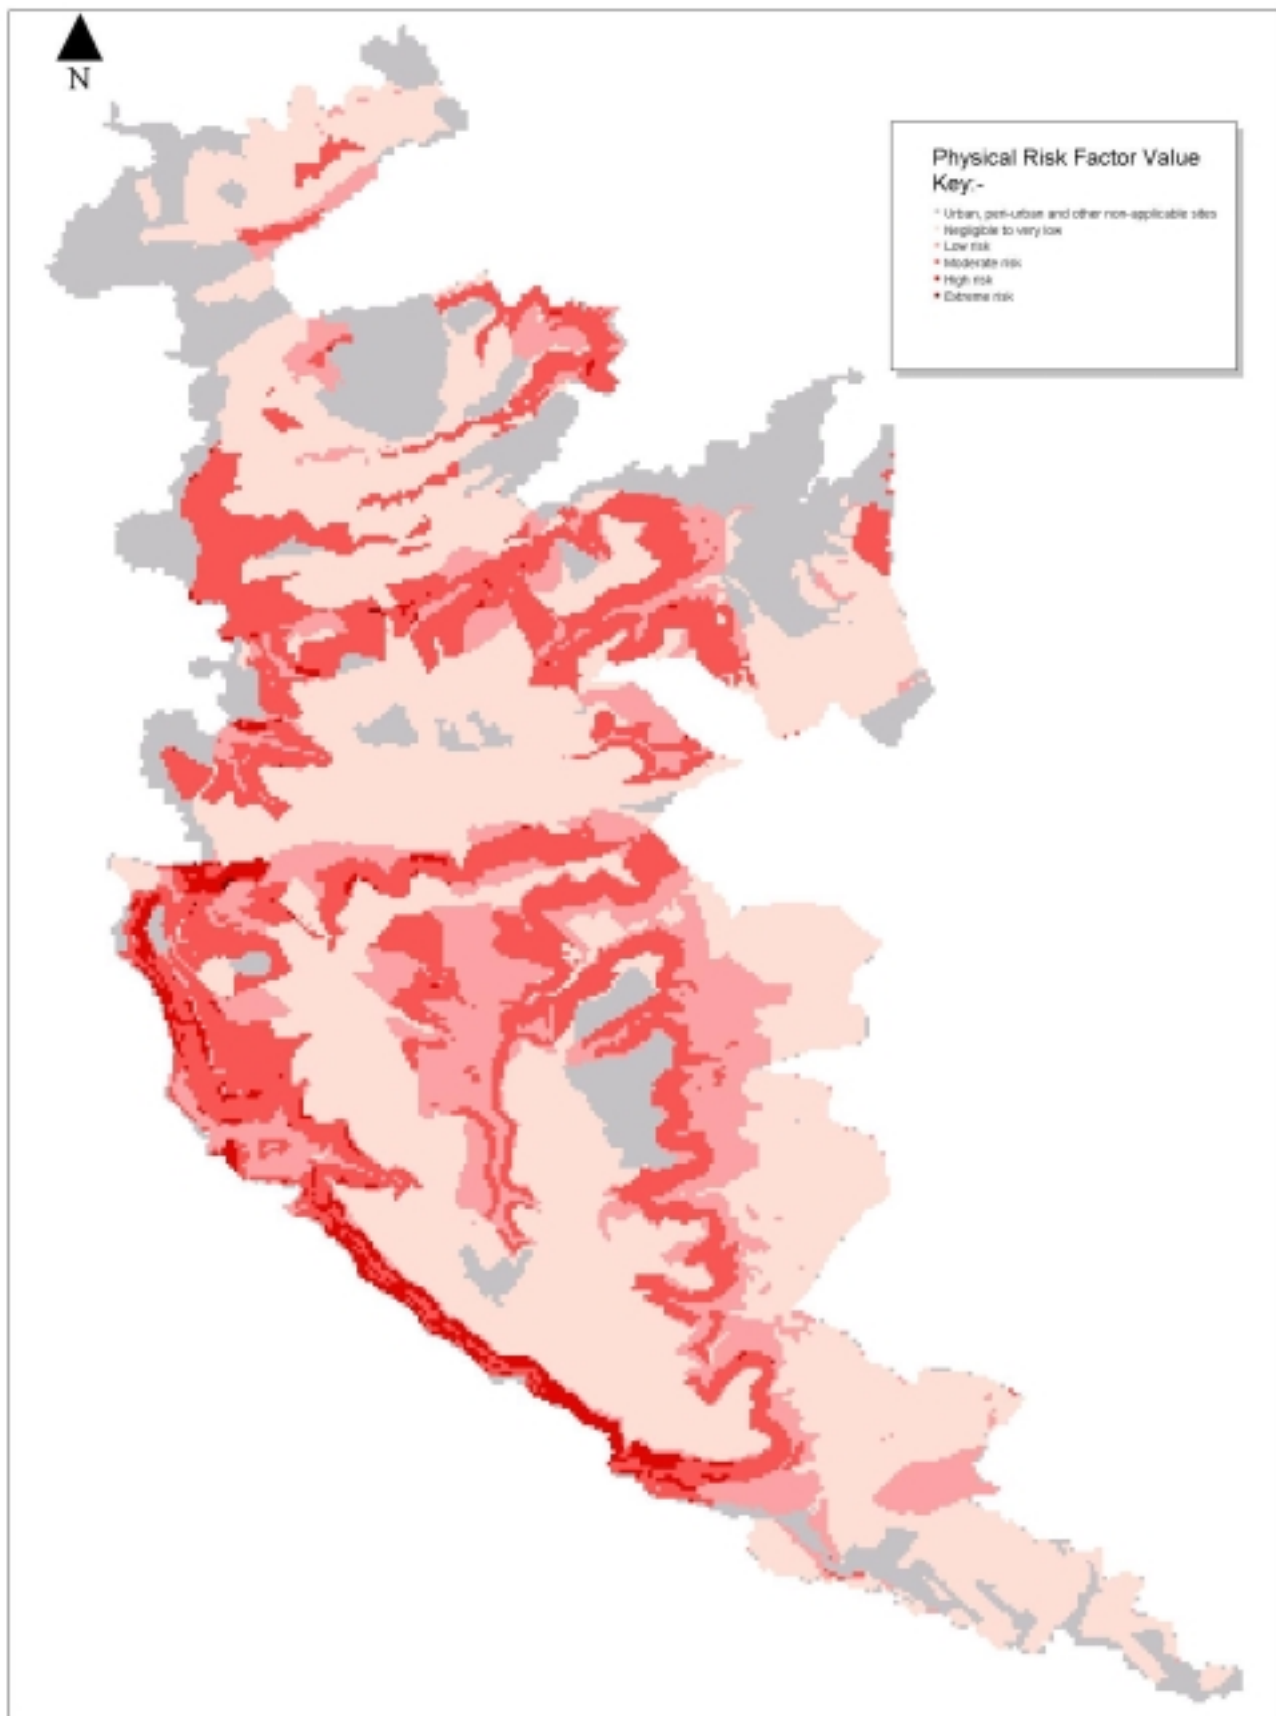 N
Physical Risk Factor Value
Key:-
Urban, peri-urban and other non-applicable sites
Negligible to very low
Low risk
Moderate risk
High risk
Extreme risk